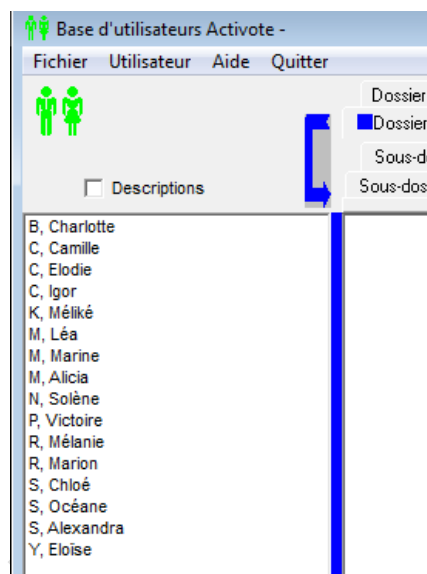 Base d'utilisateurs Activote -
Fichier Utilisateur Aide Quitter
Dossier
Dossier
Sous-d
Sous-dos
Descriptions
B, Charlotte
C, Camille
C, Elodie
C, Igor
K, Méliké
M, Léa
M, Marine
M, Alicia
N, Solène
P, Victoire
R, Mélanie
R, Marion
S, Chloé
S, Océane
S, Alexandra
Y, Eloïse